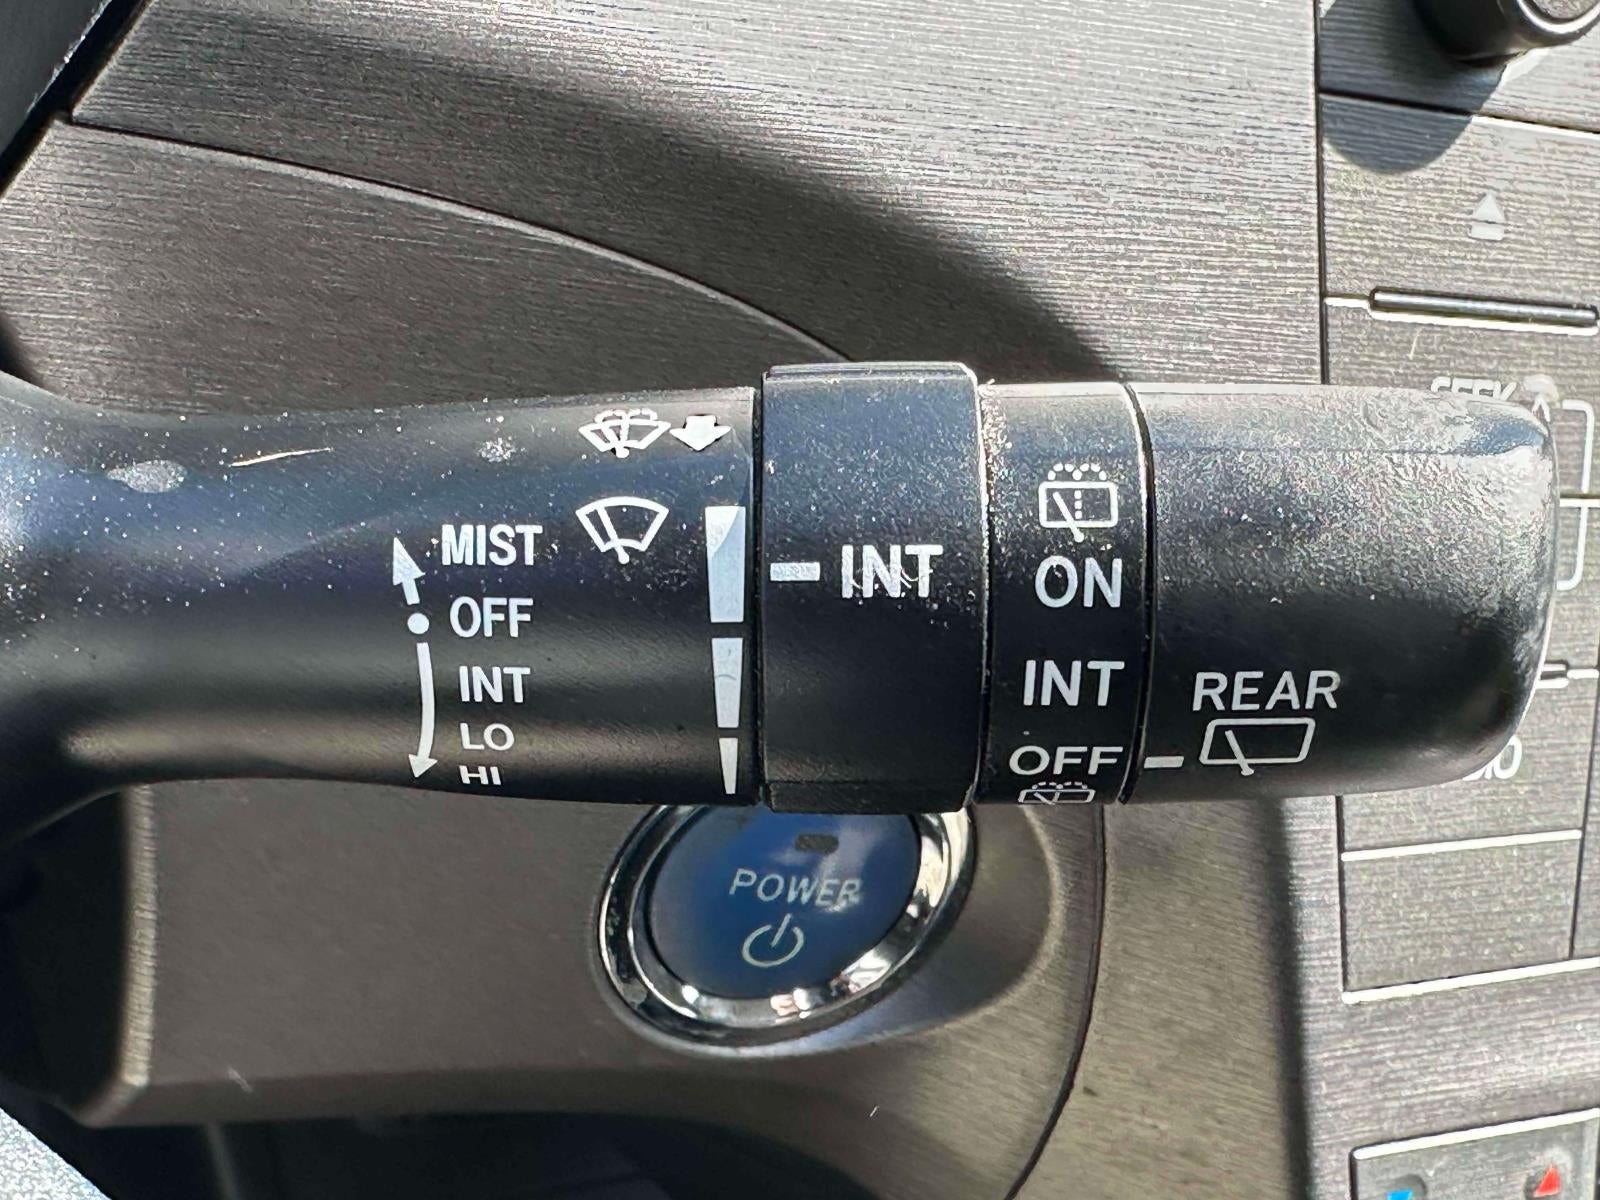 MIST
OFF
INT
LO
HI
INT
ON
INT
OFF
REAR
POWER